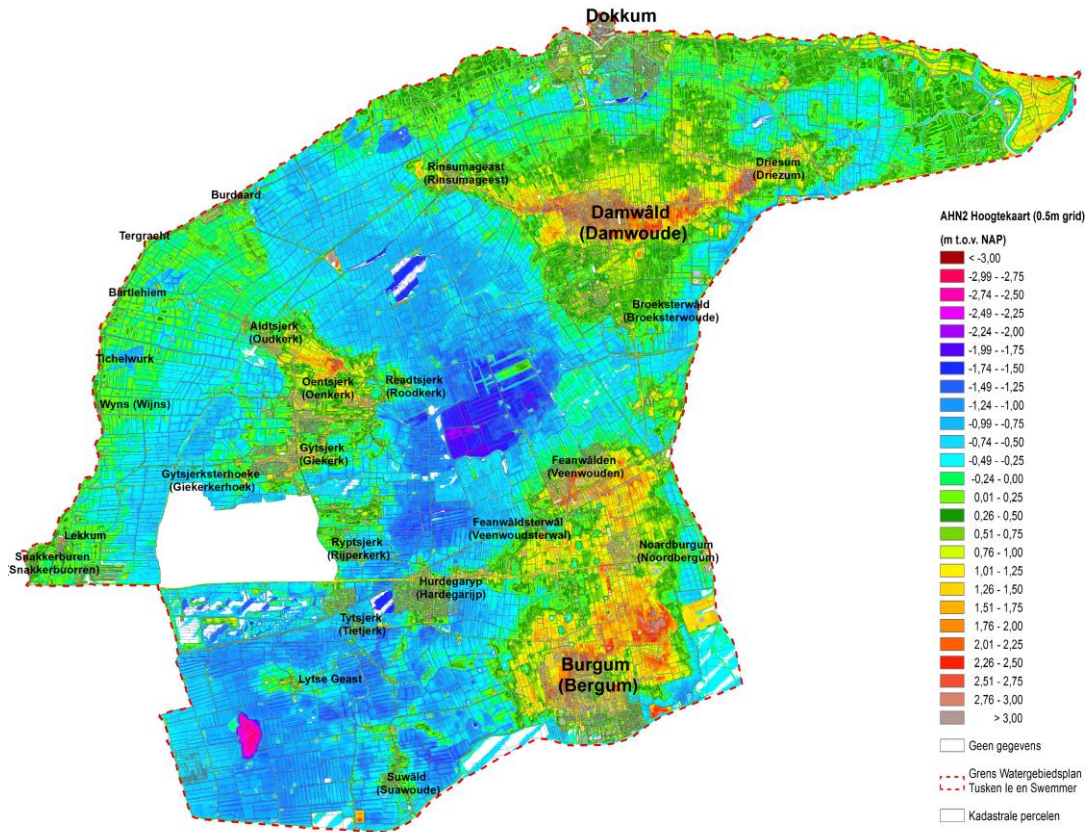 Dokkum
Driesum
(Driezum)
Rinsumageast
(Rinsumageest)
Burdaard
Damwâld
(Damwoude)
Tergracht
Bartlehiem
Broeksterwâld
(Broeksterwoude)
Aldtsjerk
(Oudkerk)
Tichelwurk
Oentsjerk
(Oenkerk)
Readtsjerk
(Roodkerk)
Wyns (Wijns)
Gytsjerk
(Giekerk)
Feanwâlden
(Veenwouden)
Gytsjerksterhoeke
(Giekerkerhoek)
Feanwâldsterwâl
(Veenwoudsterwal)
Lekkum
Snakkerburen
(Snakkerbuorren)
Ryptsjerk
(Rijperkerk)
Noardburgum
(Noordbergum)
Hurdegaryp
(Hardegarijp)
Tytsjerk
(Tietjerk)
Burgum
(Bergum)
Lytse Geast
Suwâld
(Suawoude)
AHN2 Hoogtekaart (0.5m grid)
(m t.o.v. NAP)
< -3,00
-2,99 - -2,75
-2,74 - -2,50
-2,49 - -2,25
-2,24 - -2,00
-1,99 - -1,75
-1,74 - -1,50
-1,49 - -1,25
-1,24 - -1,00
-0,99 - -0,75
-0,74 - -0,50
-0,49 - -0,25
-0,24 - 0,00
0,01 - 0,25
0,26 - 0,50
0,51 - 0,75
0,76 - 1,00
1,01 - 1,25
1,26 - 1,50
1,51 - 1,75
1,76 - 2,00
2,01 - 2,25
2,26 - 2,50
2,51 - 2,75
2,76 - 3,00
> 3,00
Geen gegevens
Grens Watergebiedsplan
Tusken Ie en Swemmer
Kadastrale percelen